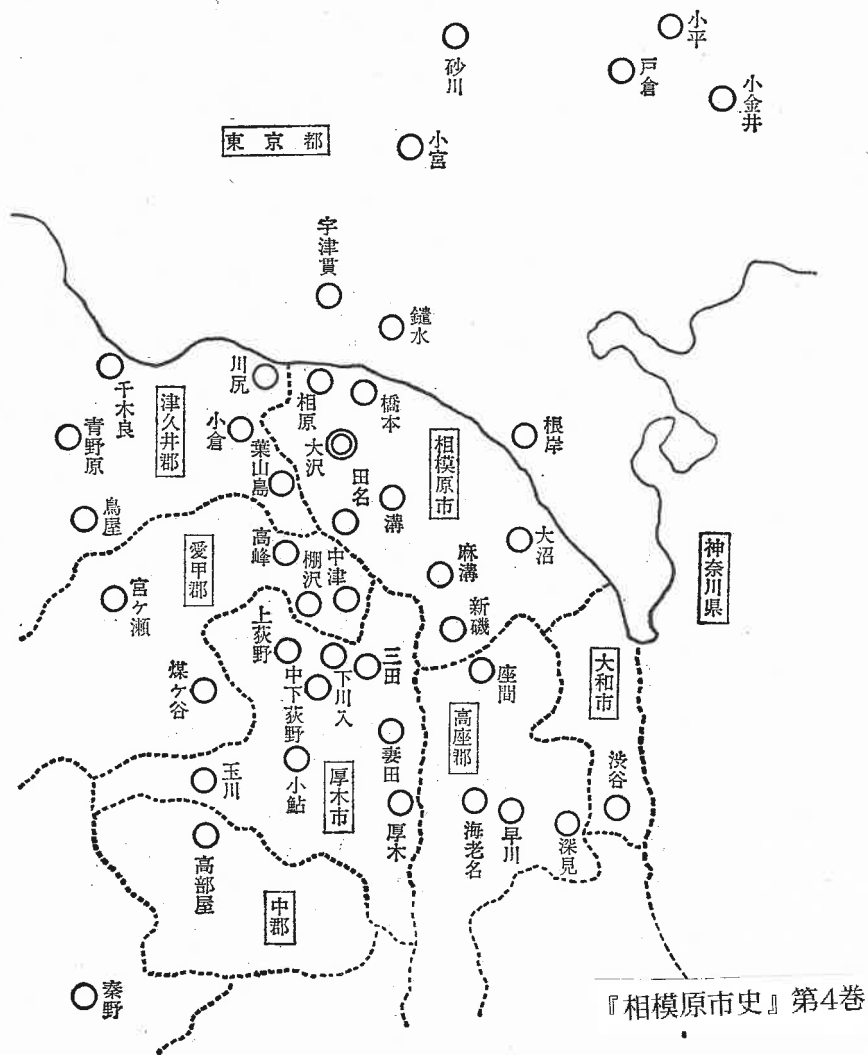 小平
戸倉
小金井
砂川
東京都
小宮
宇津貫
鑓水
千木良
川尻
相原
橋本
津久井郡
青野原
小倉
大沢
相模原市
根岸
葉山島
田名
溝
鳥屋
大沼
神奈川県
愛甲郡
高峰
棚沢
中津
麻溝
宮ヶ瀬
新磯
上荻野
下川入
三田
座間
大和市
煤ヶ谷
中下荻野
高座郡
妻田
渋谷
玉川
小鮎
厚木市
厚木
海老名
早川
深見
高部屋
中郡
秦野
『相模原市史』第4巻